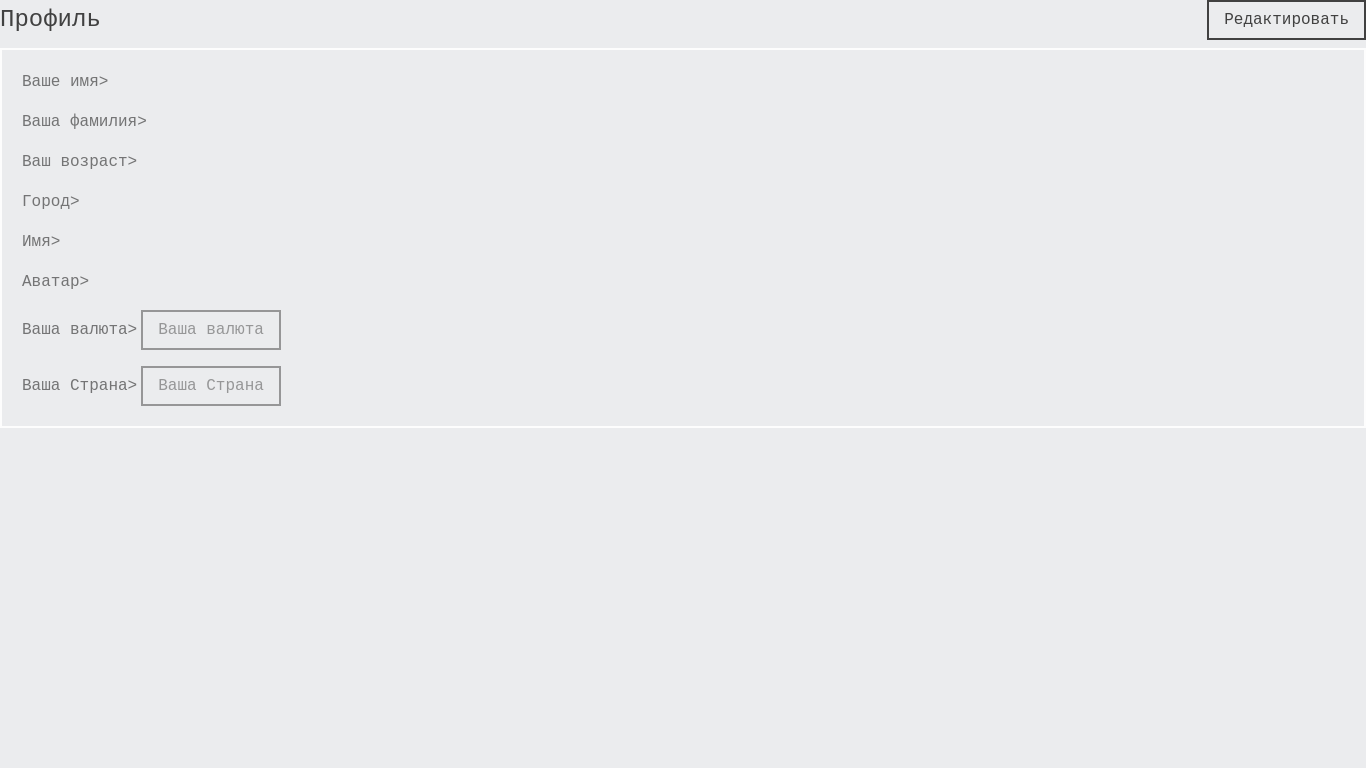 Профиль
Редактировать
Ваше имя>
Ваша фамилия>
Ваш возраст>
Город>
Имя>
Аватар>
Ваша валюта> Ваша валюта
Ваша Страна> Ваша Страна